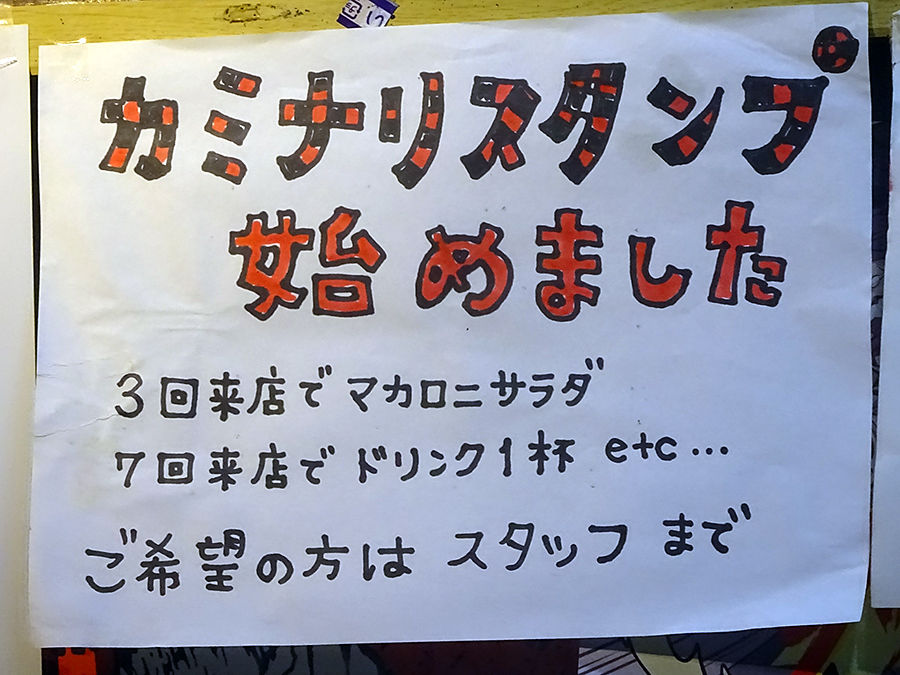 カミナリスタンプ
始めました
3回来店でマカロニサラダ
7回来店でドリンク1杯 etc…
ご希望の方は スタッフ まで